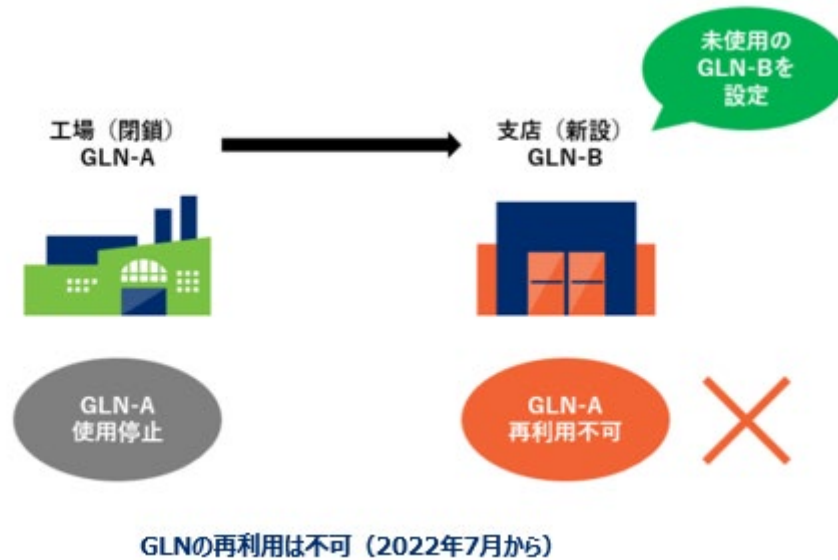 未使用の
GLN-Bを
設定
工場（閉鎖）
GLN-A
支店（新設）
GLN-B
GLN-A
使用停止
GLN-A
再利用不可
GLNの再利用は不可（2022年7月から）